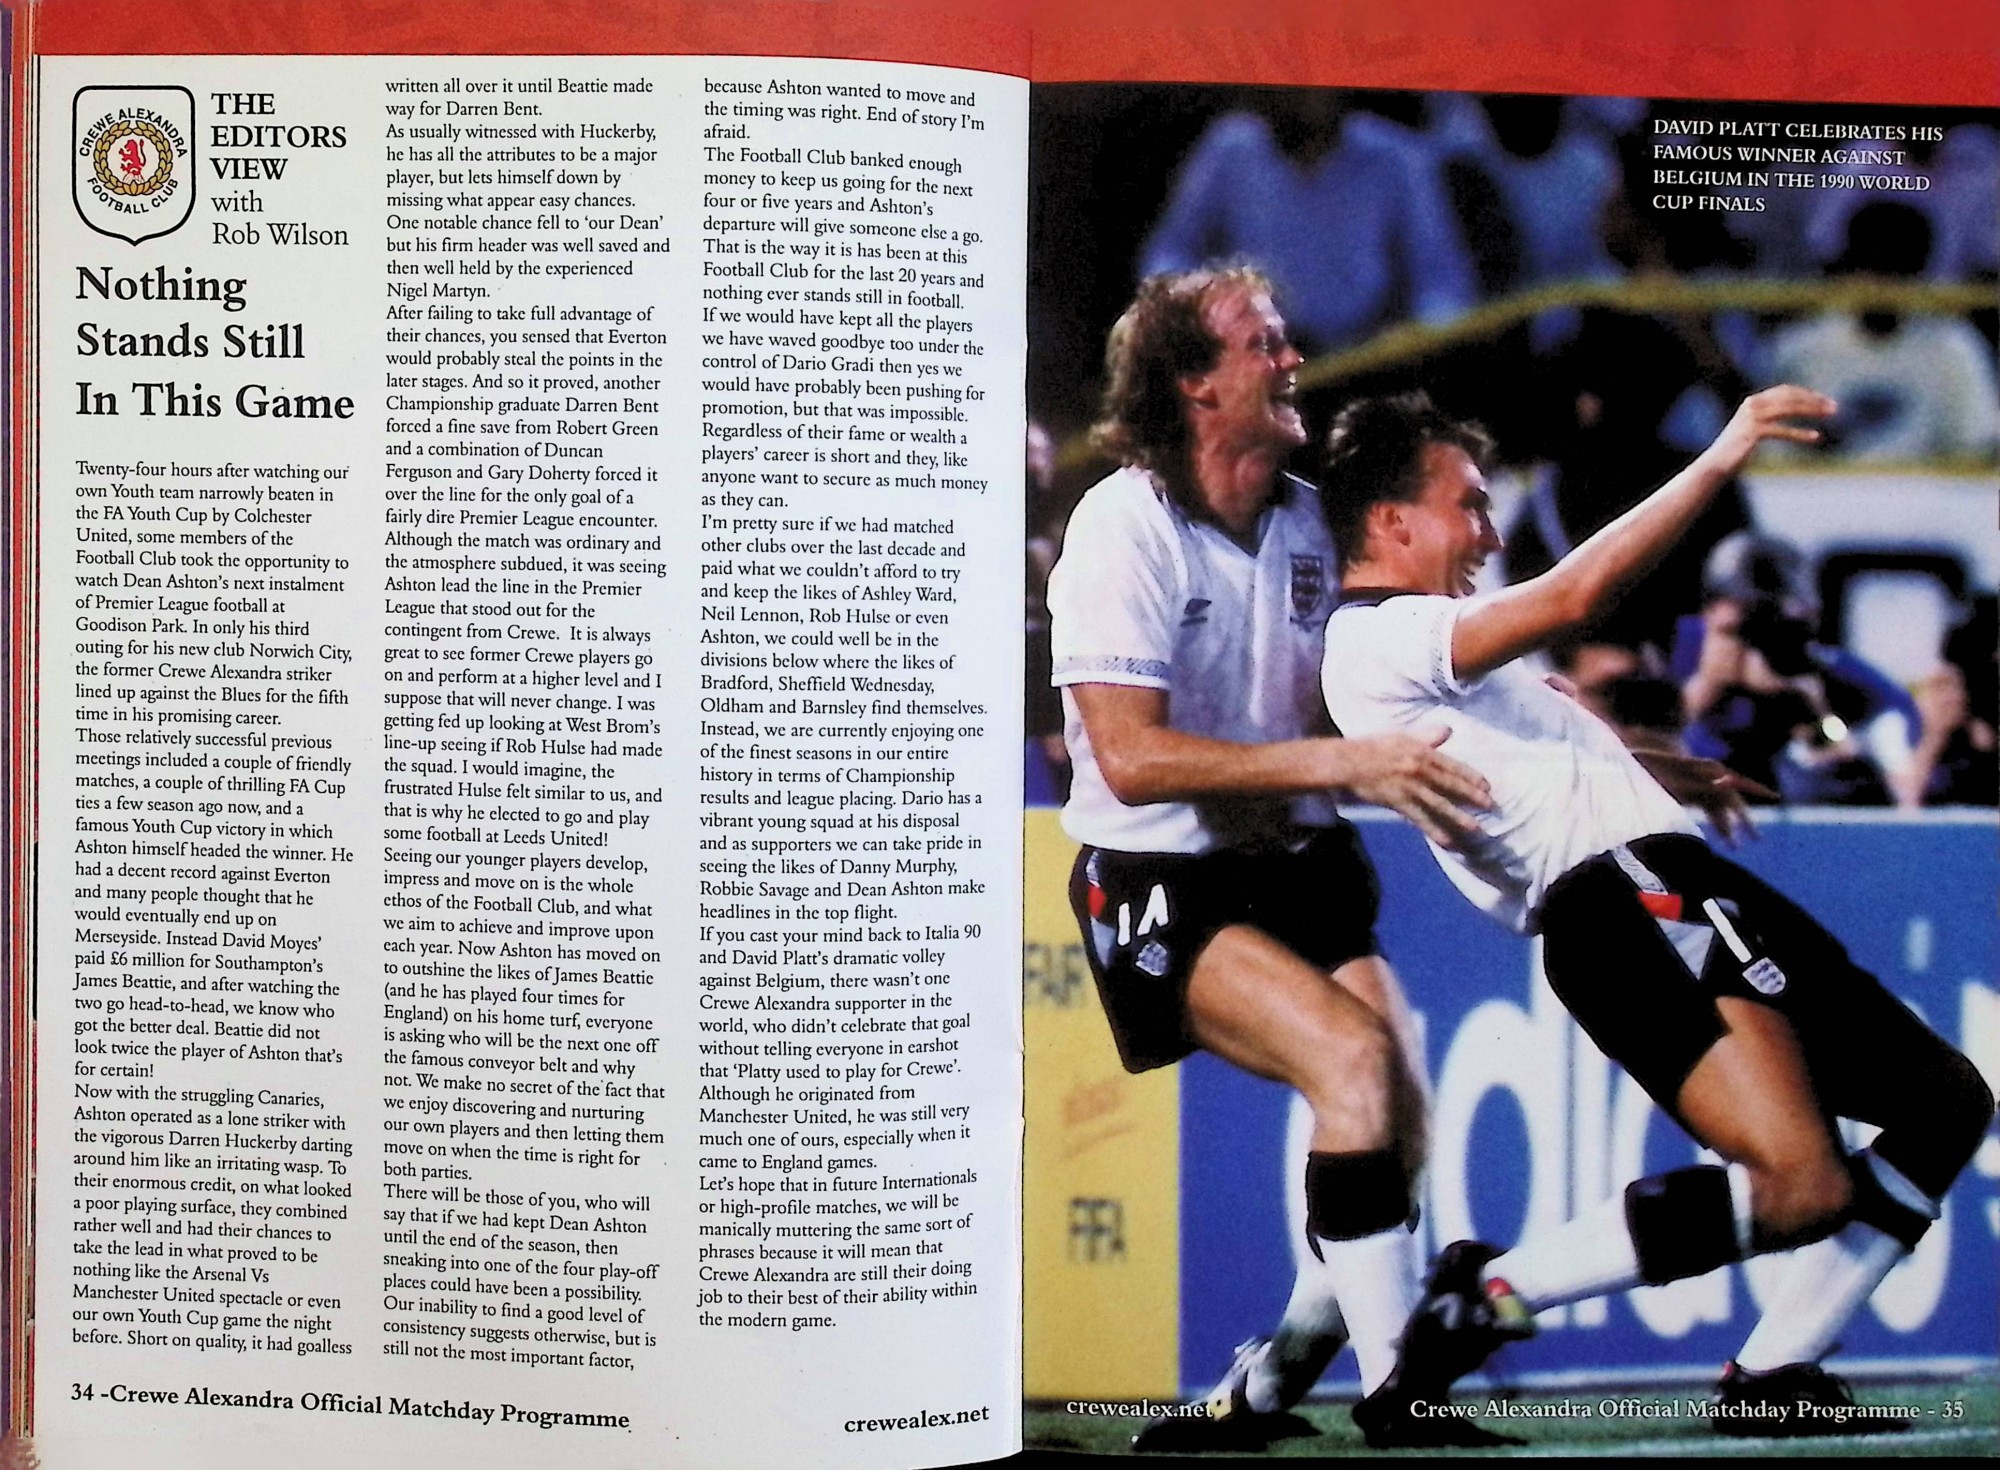 CREWE ALEXANDRA
FOOTBALL CLUB
THE
EDITORS
VIEW
with
Rob Wilson
Nothing
Stands Still
In This Game
Twenty-four hours after watching our
own Youth team narrowly beaten in
the FA Youth Cup by Colchester
United, some members of the
Football Club took the opportunity to
watch Dean Ashton's next instalment
of Premier League football at
Goodison Park. In only his third
outing for his new club Norwich City,
the former Crewe Alexandra striker
lined up against the Blues for the fifth
time in his promising career.
Those relatively successful previous
meetings included a couple of friendly
matches, a couple of thrilling FA Cup
ties a few season ago now, and a
famous Youth Cup victory in which
Ashton himself headed the winner. He
had a decent record against Everton
and many people thought that he
would eventually end up on
Merseyside. Instead David Moyes'
paid £6 million for Southampton's
James Beattie, and after watching the
two go head-to-head, we know who
got the better deal. Beattie did not
look twice the player of Ashton that's
for certain!
Now with the struggling Canaries,
Ashton operated as a lone striker with
the vigorous Darren Huckerby darting
around him like an irritating wasp. To
their enormous credit, on what looked
a poor playing surface, they combined
rather well and had their chances to
take the lead in what proved to be
nothing like the Arsenal Vs
Manchester United spectacle or even
our own Youth Cup game the night
before. Short on quality, it had goalless
written all over it until Beattie made
way for Darren Bent.
As usually witnessed with Huckerby,
he has all the attributes to be a major
player, but lets himself down by
missing what appear easy chances.
One notable chance fell to 'our Dean'
but his firm header was well saved and
then well held by the experienced
Nigel Martyn.
After failing to take full advantage of
their chances, you sensed that Everton
would probably steal the points in the
later stages. And so it proved, another
Championship graduate Darren Bent
forced a fine save from Robert Green
and a combination of Duncan
Ferguson and Gary Doherty forced it
over the line for the only goal of a
fairly dire Premier League encounter.
Although the match was ordinary and
the atmosphere subdued, it was seeing
Ashton lead the line in the Premier
League that stood out for the
contingent from Crewe. It is always
great to see former Crewe players go
on and perform at a higher level and I
suppose that will never change. I was
getting fed up looking at West Brom's
line-up seeing if Rob Hulse had made
the squad. I would imagine, the
frustrated Hulse felt similar to us, and
that is why he elected to go and play
some football at Leeds United!
Seeing our younger players develop,
impress and move on is the whole
ethos of the Football Club, and what
we aim to achieve and improve upon
each year. Now Ashton has moved on
to outshine the likes of James Beattie
(and he has played four times for
England) on his home turf, everyone
is asking who will be the next one off
the famous conveyor belt and why
not. We make no secret of the fact that
we enjoy discovering and nurturing
our own players and then letting them
move on when the time is right for
both parties.
There will be those of you, who will
say that if we had kept Dean Ashton
until the end of the season, then
sneaking into one of the four play-off
places could have been a possibility.
Our inability to find a good level of
consistency suggests otherwise, but is
still not the most important factor,
because Ashton wanted to move and
the timing was right. End of story I'm
afraid.
The Football Club banked enough
money to keep us going for the next
four or five years and Ashton's
departure will give someone else a go.
That is the way it is has been at this
Football Club for the last 20 years and
nothing ever stands still in football.
If we would have kept all the players
we have waved goodbye too under the
control of Dario Gradi then yes we
would have probably been pushing for
promotion, but that was impossible.
Regardless of their fame or wealth a
players' career is short and they, like
anyone want to secure as much money
as they can.
I'm pretty sure if we had matched
other clubs over the last decade and
paid what we couldn't afford to try
and keep the likes of Ashley Ward,
Neil Lennon, Rob Hulse or even
Ashton, we could well be in the
divisions below where the likes of
Bradford, Sheffield Wednesday,
Oldham and Barnsley find themselves.
Instead, we are currently enjoying one
of the finest seasons in our entire
history in terms of Championship
results and league placing. Dario has a
vibrant young squad at his disposal
and as supporters we can take pride in
seeing the likes of Danny Murphy,
Robbie Savage and Dean Ashton make
headlines in the top flight.
If you cast your mind back to Italia 90
and David Platt's dramatic volley
against Belgium, there wasn't one
Crewe Alexandra supporter in the
world, who didn't celebrate that goal
without telling everyone in earshot
that 'Platty used to play for Crewe'.
Although he originated from
Manchester United, he was still very
much one of ours, especially when it
came to England games.
Let's hope that in future Internationals
or high-profile matches, we will be
manically muttering the same sort of
phrases because it will mean that
Crewe Alexandra are still their doing
job to their best of their ability within
the modern game.
34 -Crewe Alexandra Official Matchday Programme
crewealex.net
DAVID PLATT CELEBRATES HIS
FAMOUS WINNER AGAINST
BELGIUM IN THE 1990 WORLD
CUP FINALS
14
crewealex.net
Crewe Alexandra Official Matchday Programme - 35